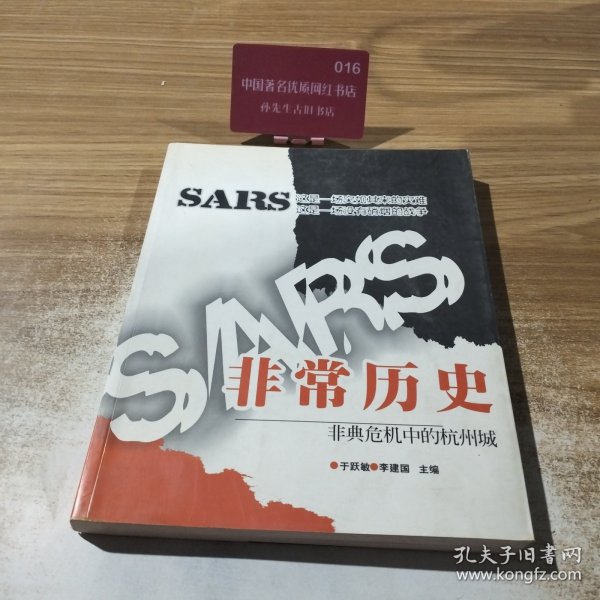 016
中国著名优质网红书店
孙先生古旧书店
SARS
这是一场突如其来的灾难
这是一场没有硝烟的战争
SARS
非常历史
非典危机中的杭州城
于跃敏 李建国 主编
孔夫子旧书网
www.kongfz.com